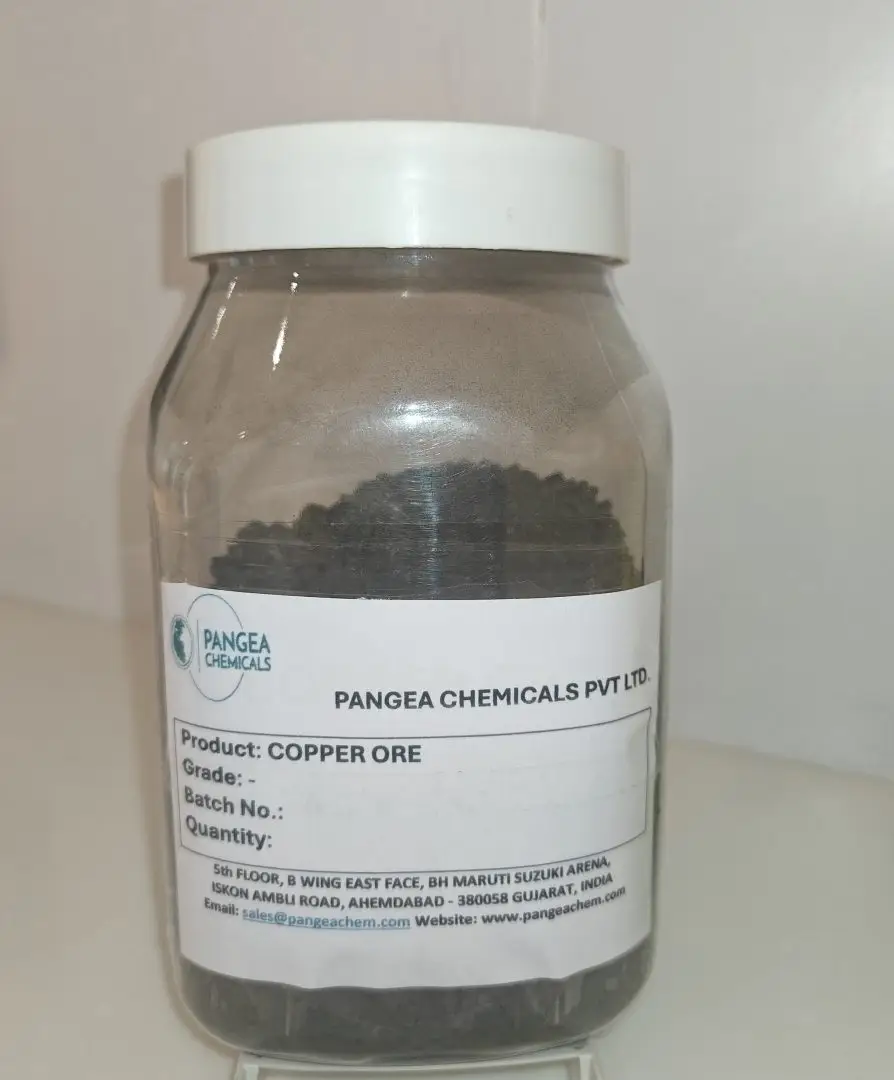 PANGEA
CHEMICALS
PANGEA CHEMICALS PVT LTD.
Product: COPPER ORE
Grade: -
Batch No.:
Quantity:
5th FLOOR, B WING EAST FACE, BH MARUTI SUZUKI ARENA,
ISKON AMBLI ROAD, AHEMDABAD - 380058 GUJARAT, INDIA
Email: sales@pangeachem.com Website: www.pangeachem.com